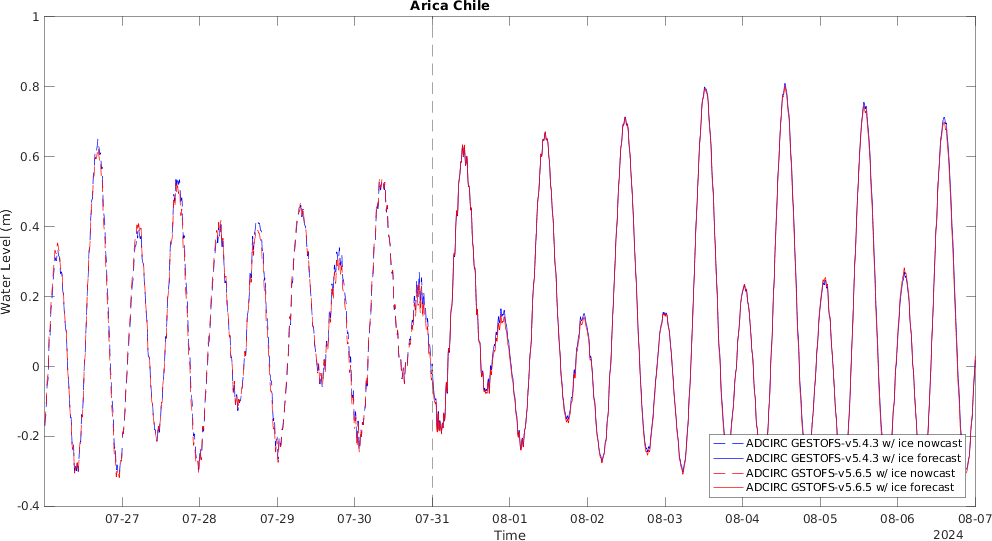 Arica Chile
1
0.8
0.6
0.4
0.2
0
-0.2
-0.4
Water Level (m)
ADCIRC GESTOFS-v5.4.3 w/ ice nowcast
ADCIRC GESTOFS-v5.4.3 w/ ice forecast
ADCIRC GSTOFS-v5.6.5 w/ ice nowcast
ADCIRC GSTOFS-v5.6.5 w/ ice forecast
07-27 07-28 07-29 07-30 07-31 08-01 08-02 08-03 08-04 08-05 08-06 08-07
Time
2024